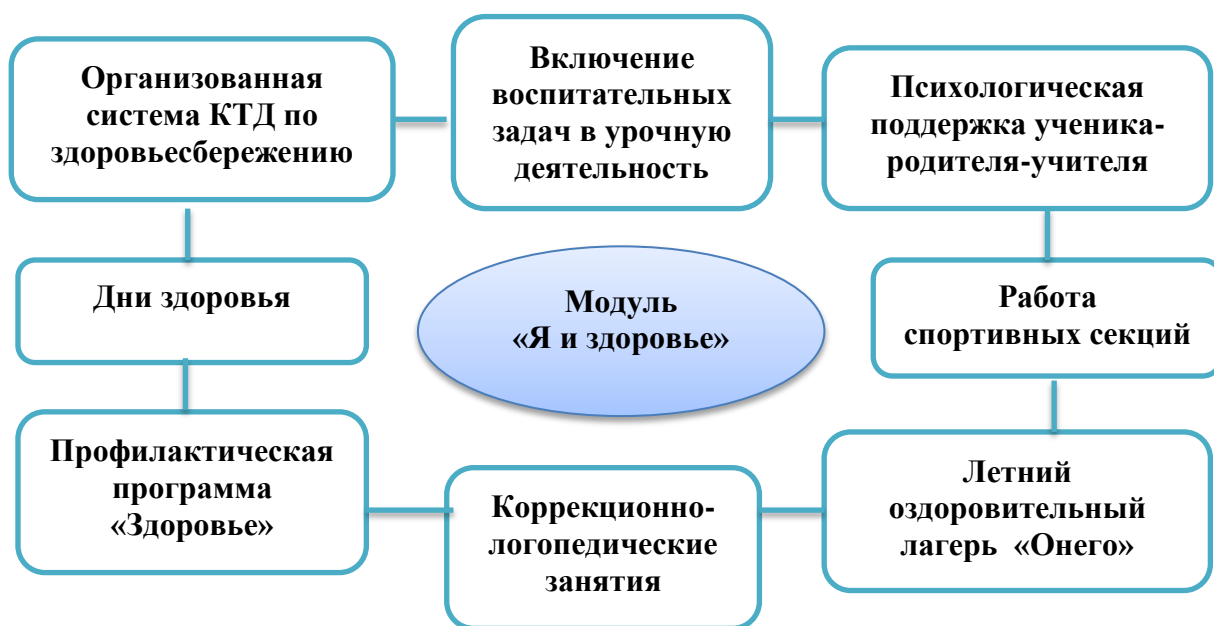 Организованная
система КТД по
здоровьесбережению
Включение
воспитательных
задач в урочную
деятельность
Психологическая
поддержка ученика-
родителя-учителя
Дни здоровья
Модуль
«Я и здоровье»
Работа
спортивных секций
Профилактическая
программа
«Здоровье»
Коррекционно-
логопедические
занятия
Летний
оздоровительный
лагерь «Онего»